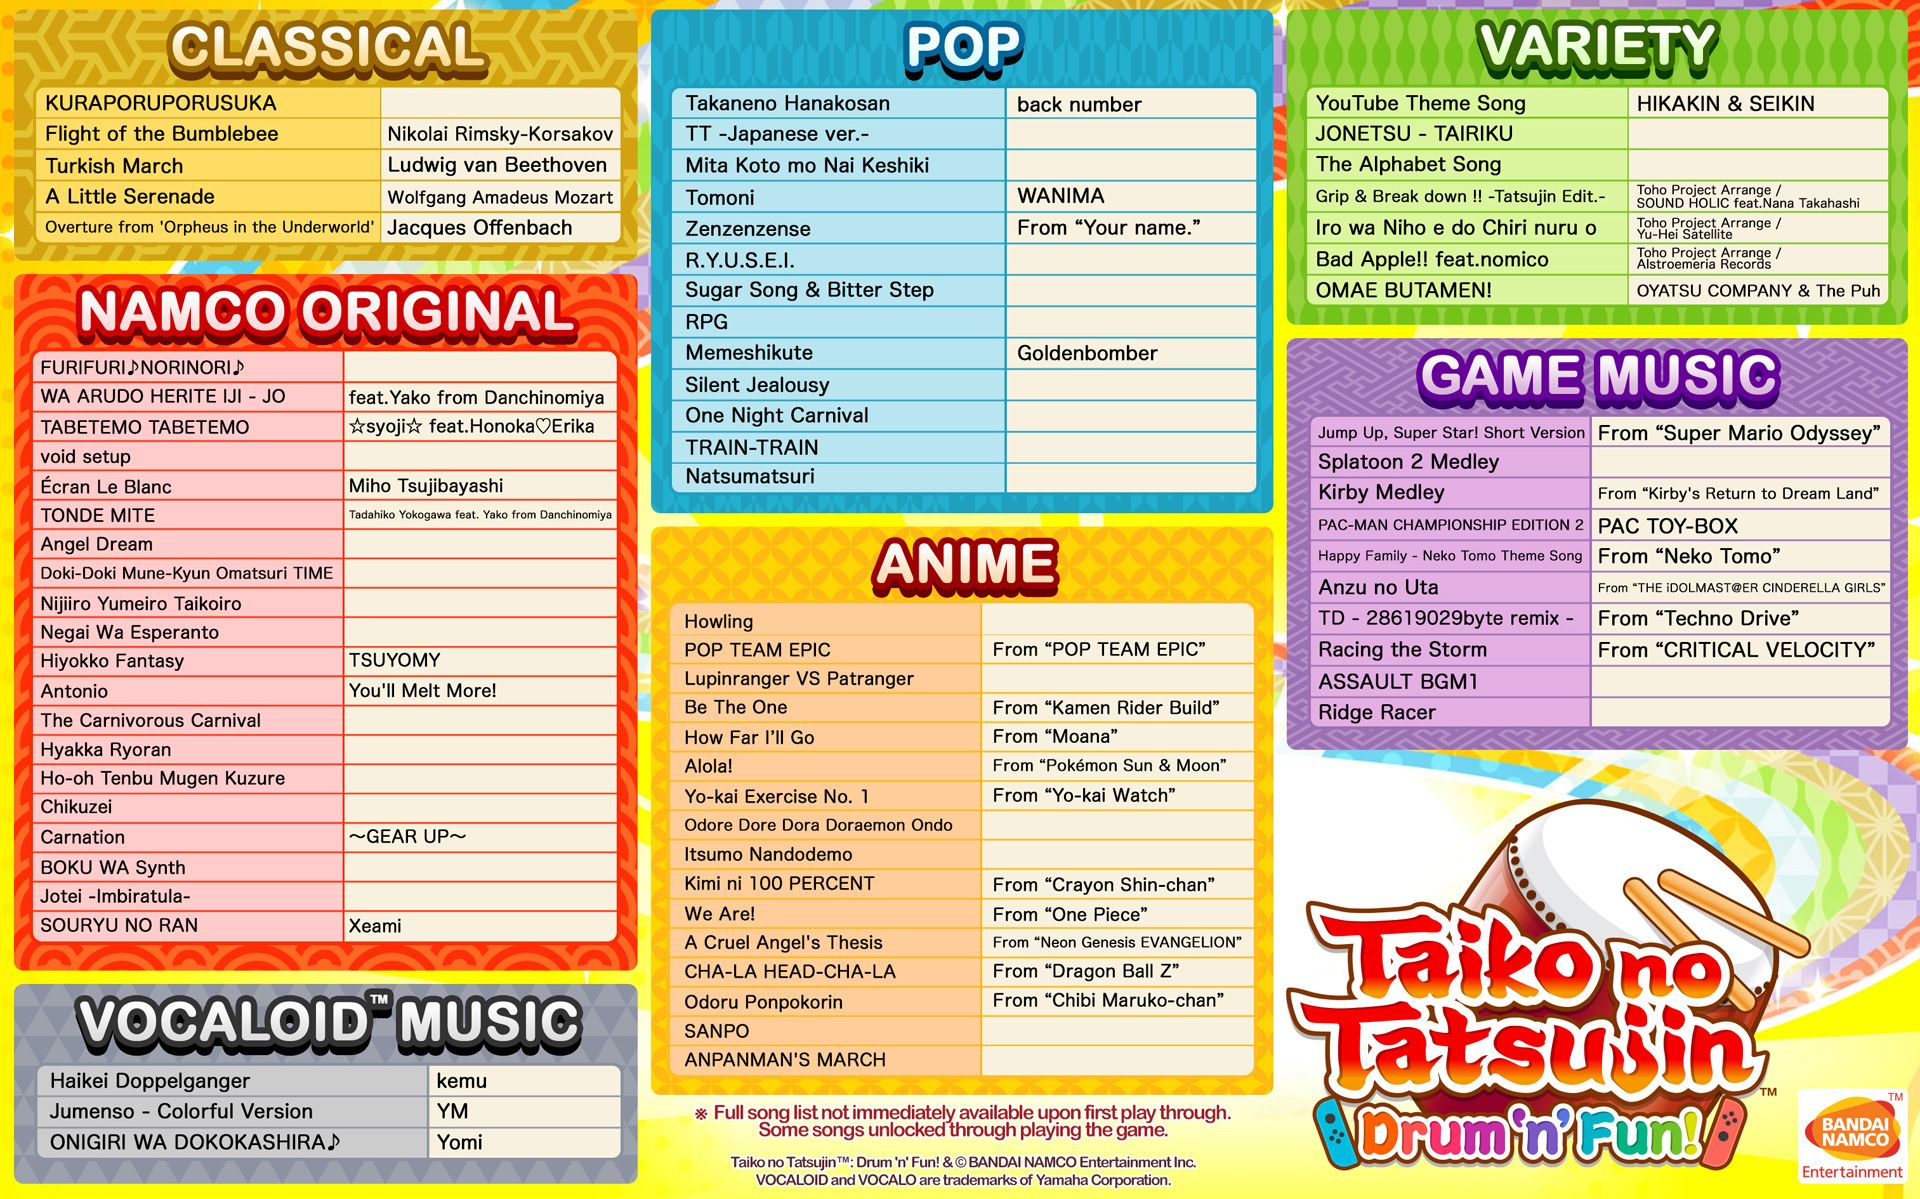 CLASSICAL
KURAPORUPORUSUKA
Flight of the Bumblebee Nikolai Rimsky-Korsakov
Turkish March Ludwig van Beethoven
A Little Serenade Wolfgang Amadeus Mozart
Overture from 'Orpheus in the Underworld' Jacques Offenbach
NAMCO ORIGINAL
FURIFURI♪NORINORI♪
WA ARUDO HERITE IJI - JO feat.Yako from Danchinomiya
TABETEMO TABETEMO ☆syoji☆ feat.Honoka♡Erika
void setup
Écran Le Blanc Miho Tsujibayashi
TONDE MITE Tadahiko Yokogawa feat. Yako from Danchinomiya
Angel Dream
Doki-Doki Mune-Kyun Omatsuri TIME
Nijiiro Yumeiro Taikoiro
Negai Wa Esperanto
Hiyokko Fantasy TSUYOMY
Antonio You'll Melt More!
The Carnivorous Carnival
Hyakka Ryoran
Ho-oh Tenbu Mugen Kuzure
Chikuzei
Carnation ～GEAR UP～
BOKU WA Synth
Jotei -Imbiratula-
SOURYU NO RAN Xeami
VOCALOID™ MUSIC
Haikei Doppelganger kemu
Jumenso - Colorful Version YM
ONIGIRI WA DOKOKASHIRA♪ Yomi
POP
Takaneno Hanakosan back number
TT -Japanese ver.-
Mita Koto mo Nai Keshiki
Tomoni WANIMA
Zenzenzense From “Your name.”
R.Y.U.S.E.I.
Sugar Song & Bitter Step
RPG
Memeshikute Goldenbomber
Silent Jealousy
One Night Carnival
TRAIN-TRAIN
Natsumatsuri
ANIME
Howling
POP TEAM EPIC From “POP TEAM EPIC”
Lupinranger VS Patranger
Be The One From “Kamen Rider Build”
How Far I’ll Go From “Moana”
Alola! From “Pokémon Sun & Moon”
Yo-kai Exercise No. 1 From “Yo-kai Watch”
Odore Dore Dora Doraemon Ondo
Itsumo Nandodemo
Kimi ni 100 PERCENT From “Crayon Shin-chan”
We Are! From “One Piece”
A Cruel Angel's Thesis From “Neon Genesis EVANGELION”
CHA-LA HEAD-CHA-LA From “Dragon Ball Z”
Odoru Ponpokorin From “Chibi Maruko-chan”
SANPO
ANPANMAN'S MARCH
※ Full song list not immediately available upon first play through.
Some songs unlocked through playing the game.
Taiko no Tatsujin™: Drum 'n' Fun! & © BANDAI NAMCO Entertainment Inc.
VOCALOID and VOCALO are trademarks of Yamaha Corporation.
VARIETY
YouTube Theme Song HIKAKIN & SEIKIN
JONETSU - TAIRIKU
The Alphabet Song
Grip & Break down !! -Tatsujin Edit.- Toho Project Arrange /
SOUND HOLIC feat.Nana Takahashi
Iro wa Niho e do Chiri nuru o Toho Project Arrange /
Yu-Hei Satellite
Bad Apple!! feat.nomico Toho Project Arrange /
Alstroemeria Records
OMAE BUTAMEN! OYATSU COMPANY & The Puh
GAME MUSIC
Jump Up, Super Star! Short Version From “Super Mario Odyssey”
Splatoon 2 Medley
Kirby Medley From “Kirby's Return to Dream Land”
PAC-MAN CHAMPIONSHIP EDITION 2 PAC TOY-BOX
Happy Family - Neko Tomo Theme Song From “Neko Tomo”
Anzu no Uta From “THE iDOLMAST@ER CINDERELLA GIRLS”
TD - 28619029byte remix - From “Techno Drive”
Racing the Storm From “CRITICAL VELOCITY”
ASSAULT BGM1
Ridge Racer
Taiko no
Tatsujin™
Drum 'n' Fun!
BANDAI
NAMCO™
Entertainment